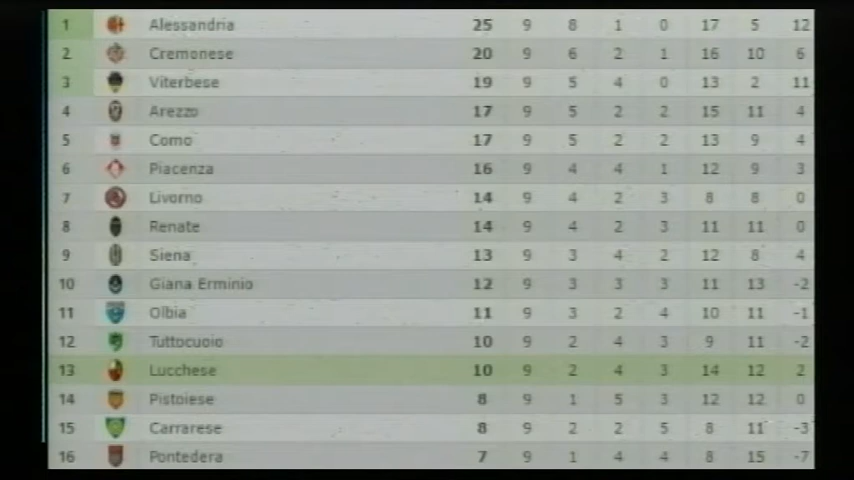 1 Alessandria 25 9 8 1 0 17 5 12
2 Cremonese 20 9 6 2 1 16 10 6
3 Viterbese 19 9 5 4 0 13 2 11
4 Arezzo 17 9 5 2 2 15 11 4
5 Como 17 9 5 2 2 13 9 4
6 Piacenza 16 9 4 4 1 12 9 3
7 Livorno 14 9 4 2 3 8 8 0
8 Renate 14 9 4 2 3 11 11 0
9 Siena 13 9 3 4 2 12 8 4
10 Giana Erminio 12 9 3 3 3 11 13 -2
11 Olbia 11 9 3 2 4 10 11 -1
12 Tuttocuoio 10 9 2 4 3 9 11 -2
13 Lucchese 10 9 2 4 3 14 12 2
14 Pistoiese 8 9 1 5 3 12 12 0
15 Carrarese 8 9 2 2 5 8 11 -3
16 Pontedera 7 9 1 4 4 8 15 -7